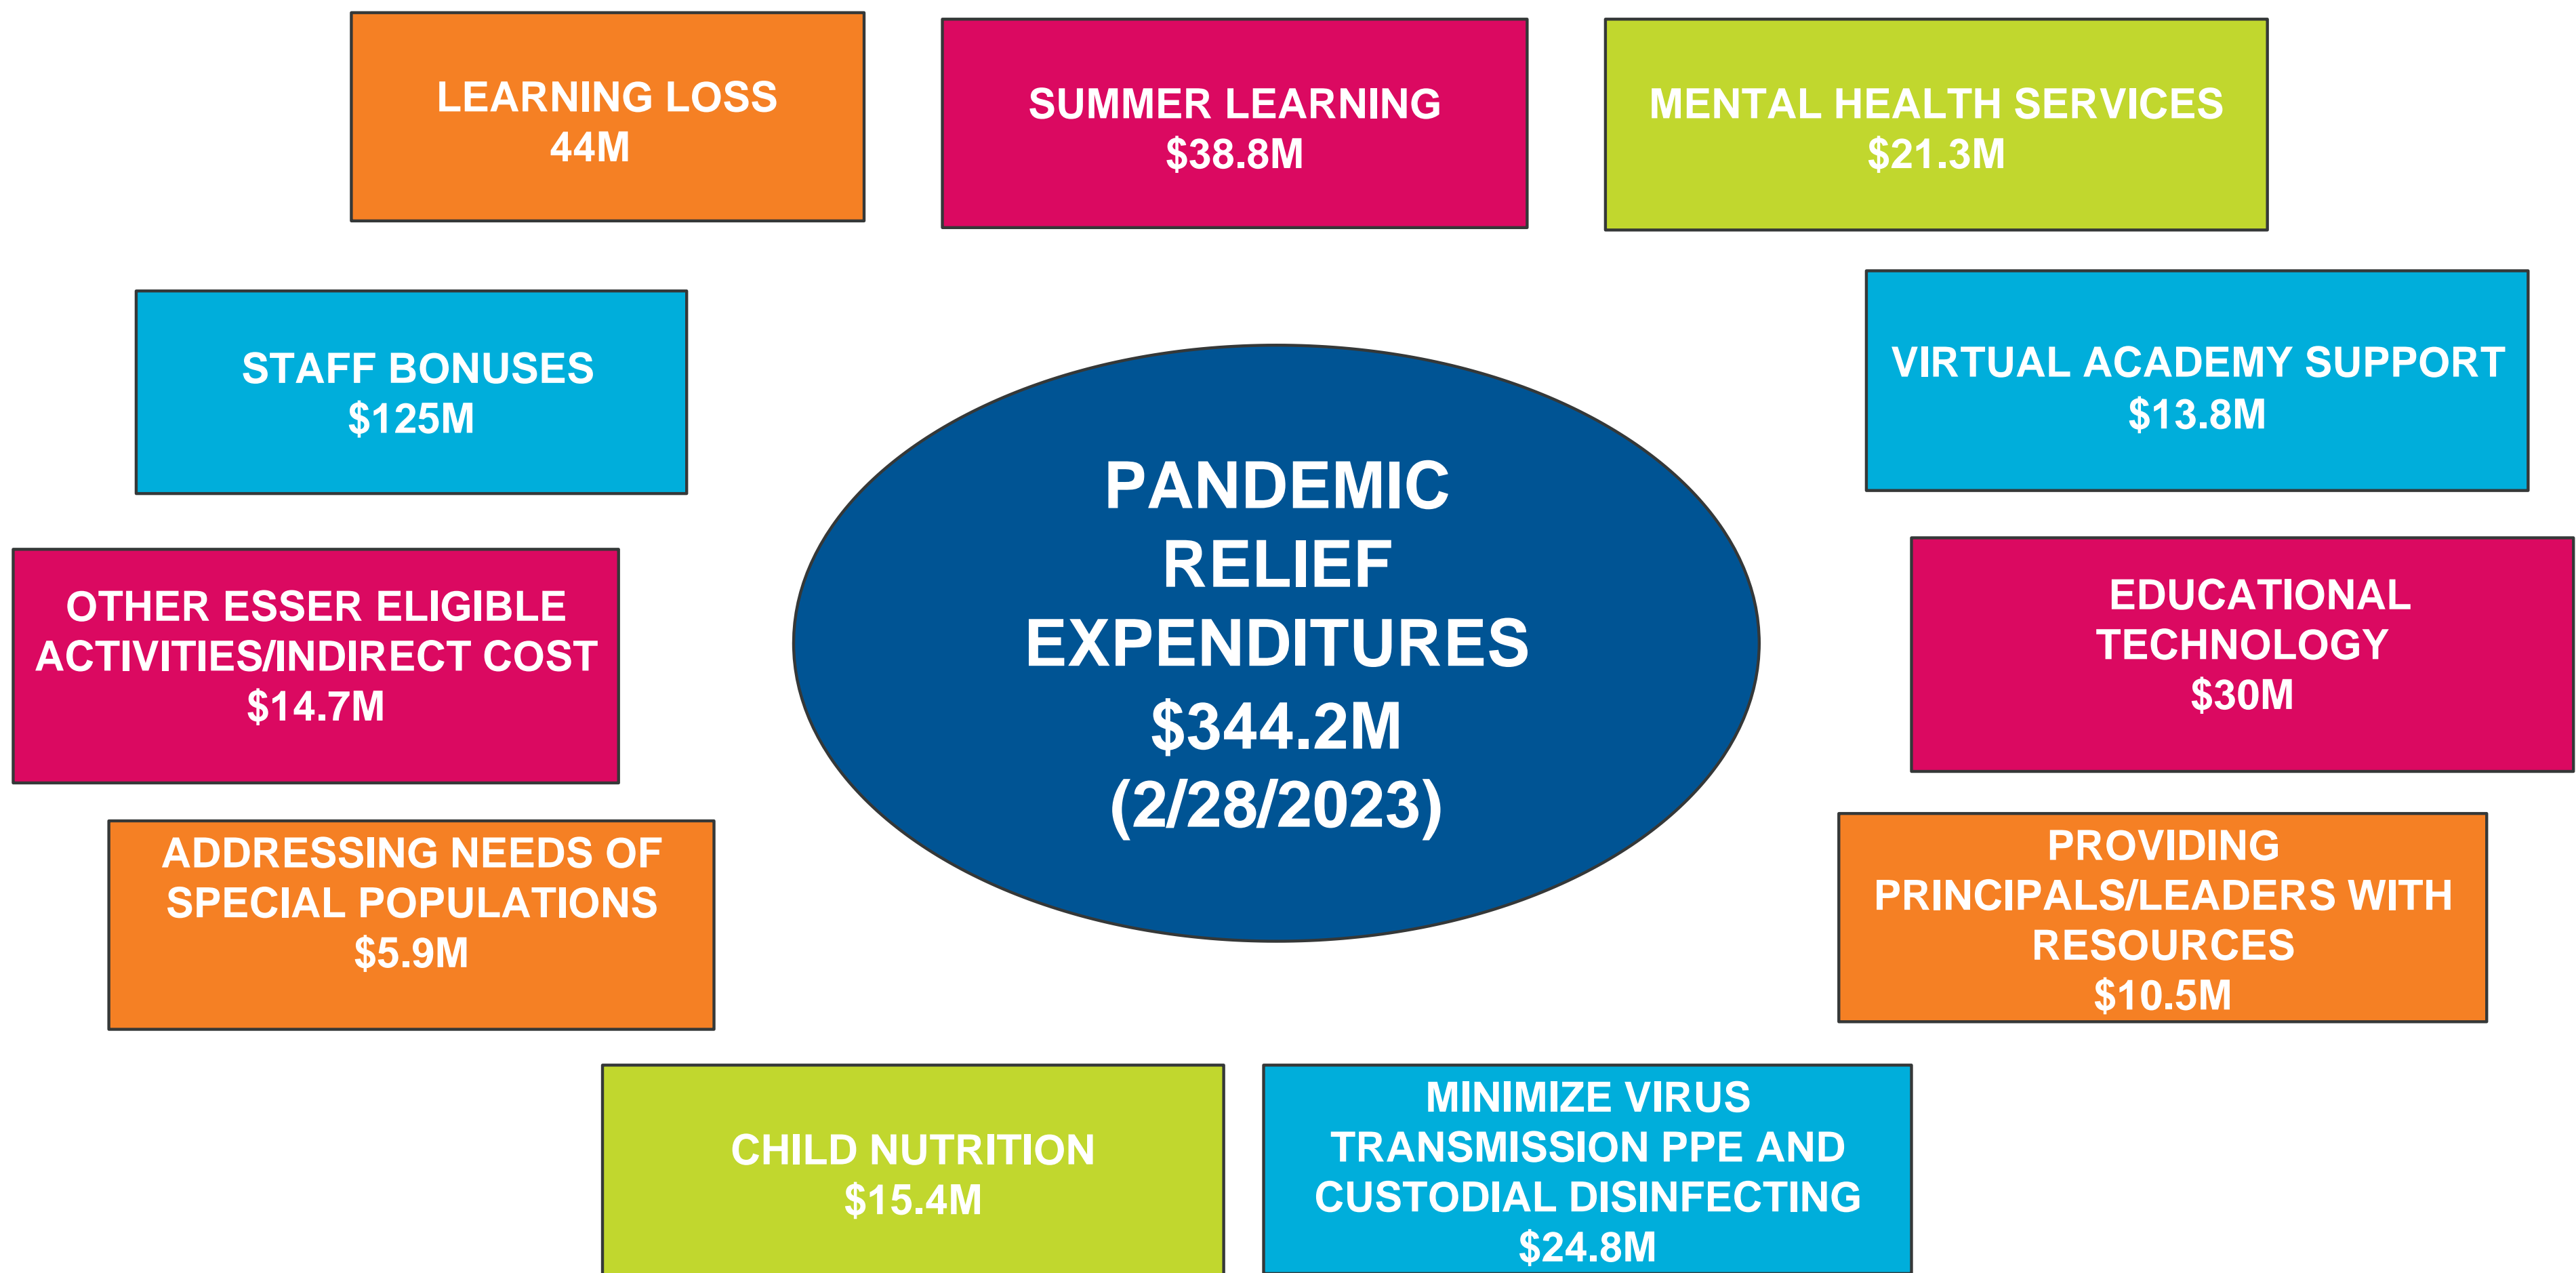 LEARNING LOSS
44M
SUMMER LEARNING
$38.8M
MENTAL HEALTH SERVICES
$21.3M
STAFF BONUSES
$125M
VIRTUAL ACADEMY SUPPORT
$13.8M
PANDEMIC
RELIEF
EXPENDITURES
$344.2M
(2/28/2023)
OTHER ESSER ELIGIBLE
ACTIVITIES/INDIRECT COST
$14.7M
EDUCATIONAL
TECHNOLOGY
$30M
ADDRESSING NEEDS OF
SPECIAL POPULATIONS
$5.9M
PROVIDING
PRINCIPALS/LEADERS WITH
RESOURCES
$10.5M
CHILD NUTRITION
$15.4M
MINIMIZE VIRUS
TRANSMISSION PPE AND
CUSTODIAL DISINFECTING
$24.8M